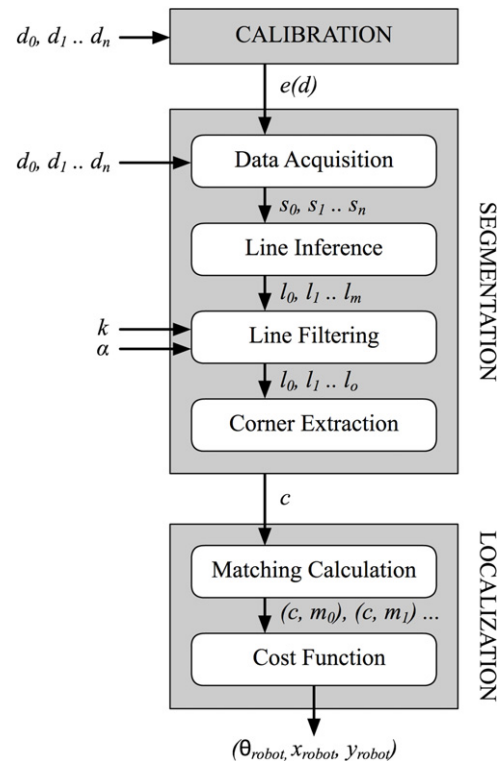 d0, d1 .. dn
CALIBRATION
e(d)
d0, d1 .. dn
Data Acquisition
s0, s1 .. sn
Line Inference
l0, l1 .. lm
k
α
Line Filtering
l0, l1 .. lo
Corner Extraction
SEGMENTATION
c
Matching Calculation
(c, m0), (c, m1) ...
Cost Function
LOCALIZATION
(θrobot, xrobot, yrobot)